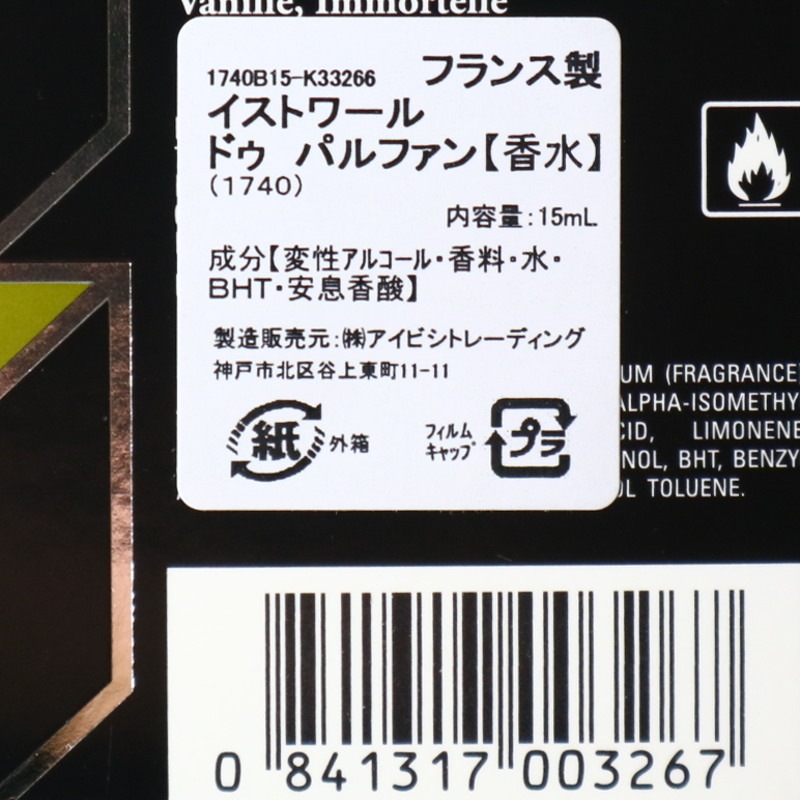 Vanille, Immortelle
1740B15-K33266 フランス製
イストワール
ドゥ パルファン【香水】
(1740)
内容量:15mL
成分【変性アルコール・香料・水・
BHT・安息香酸】
製造販売元:㈱アイビシトレーディング
神戸市北区谷上東町11-11
紙 外箱
フィルム
キャップ プラ
UM (FRAGRANCE)
ALPHA-ISOMETHY
CID, LIMONENE
NOL, BHT, BENZY
OL TOLUENE.
0 841317 003267